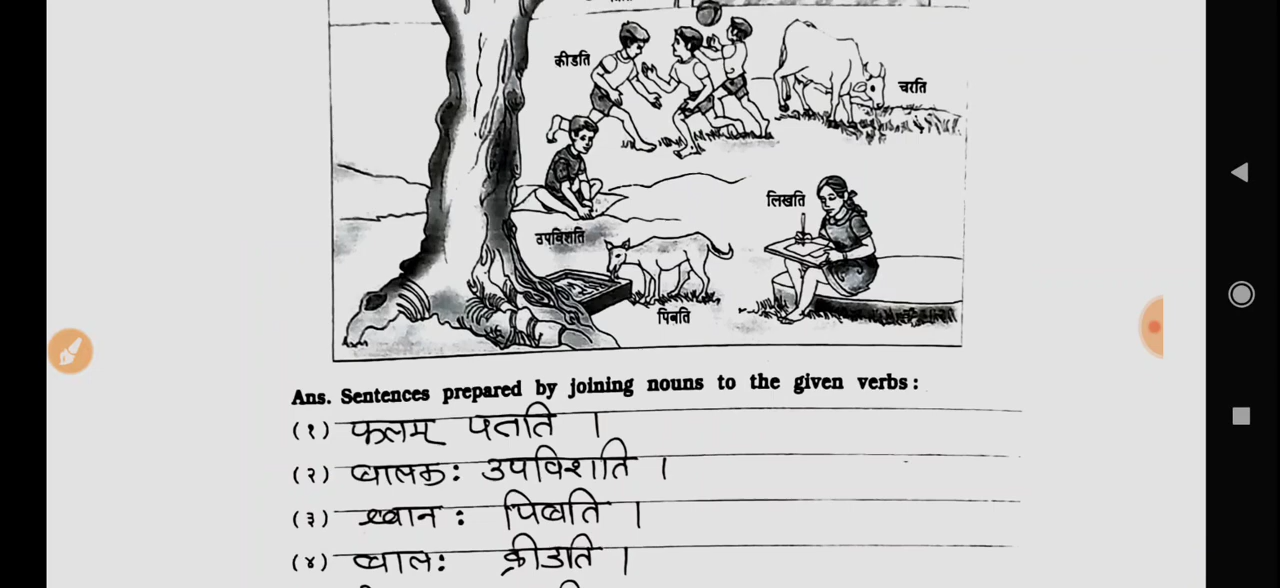 कीडति
चरति
लिखति
उपविशति
पिबति
Ans. Sentences prepared by joining nouns to the given verbs :
(१) फलम् पतति ।
(२) बालकः उपविशति ।
(३) श्वानः पिबति ।
(४) बालः क्रीडति ।